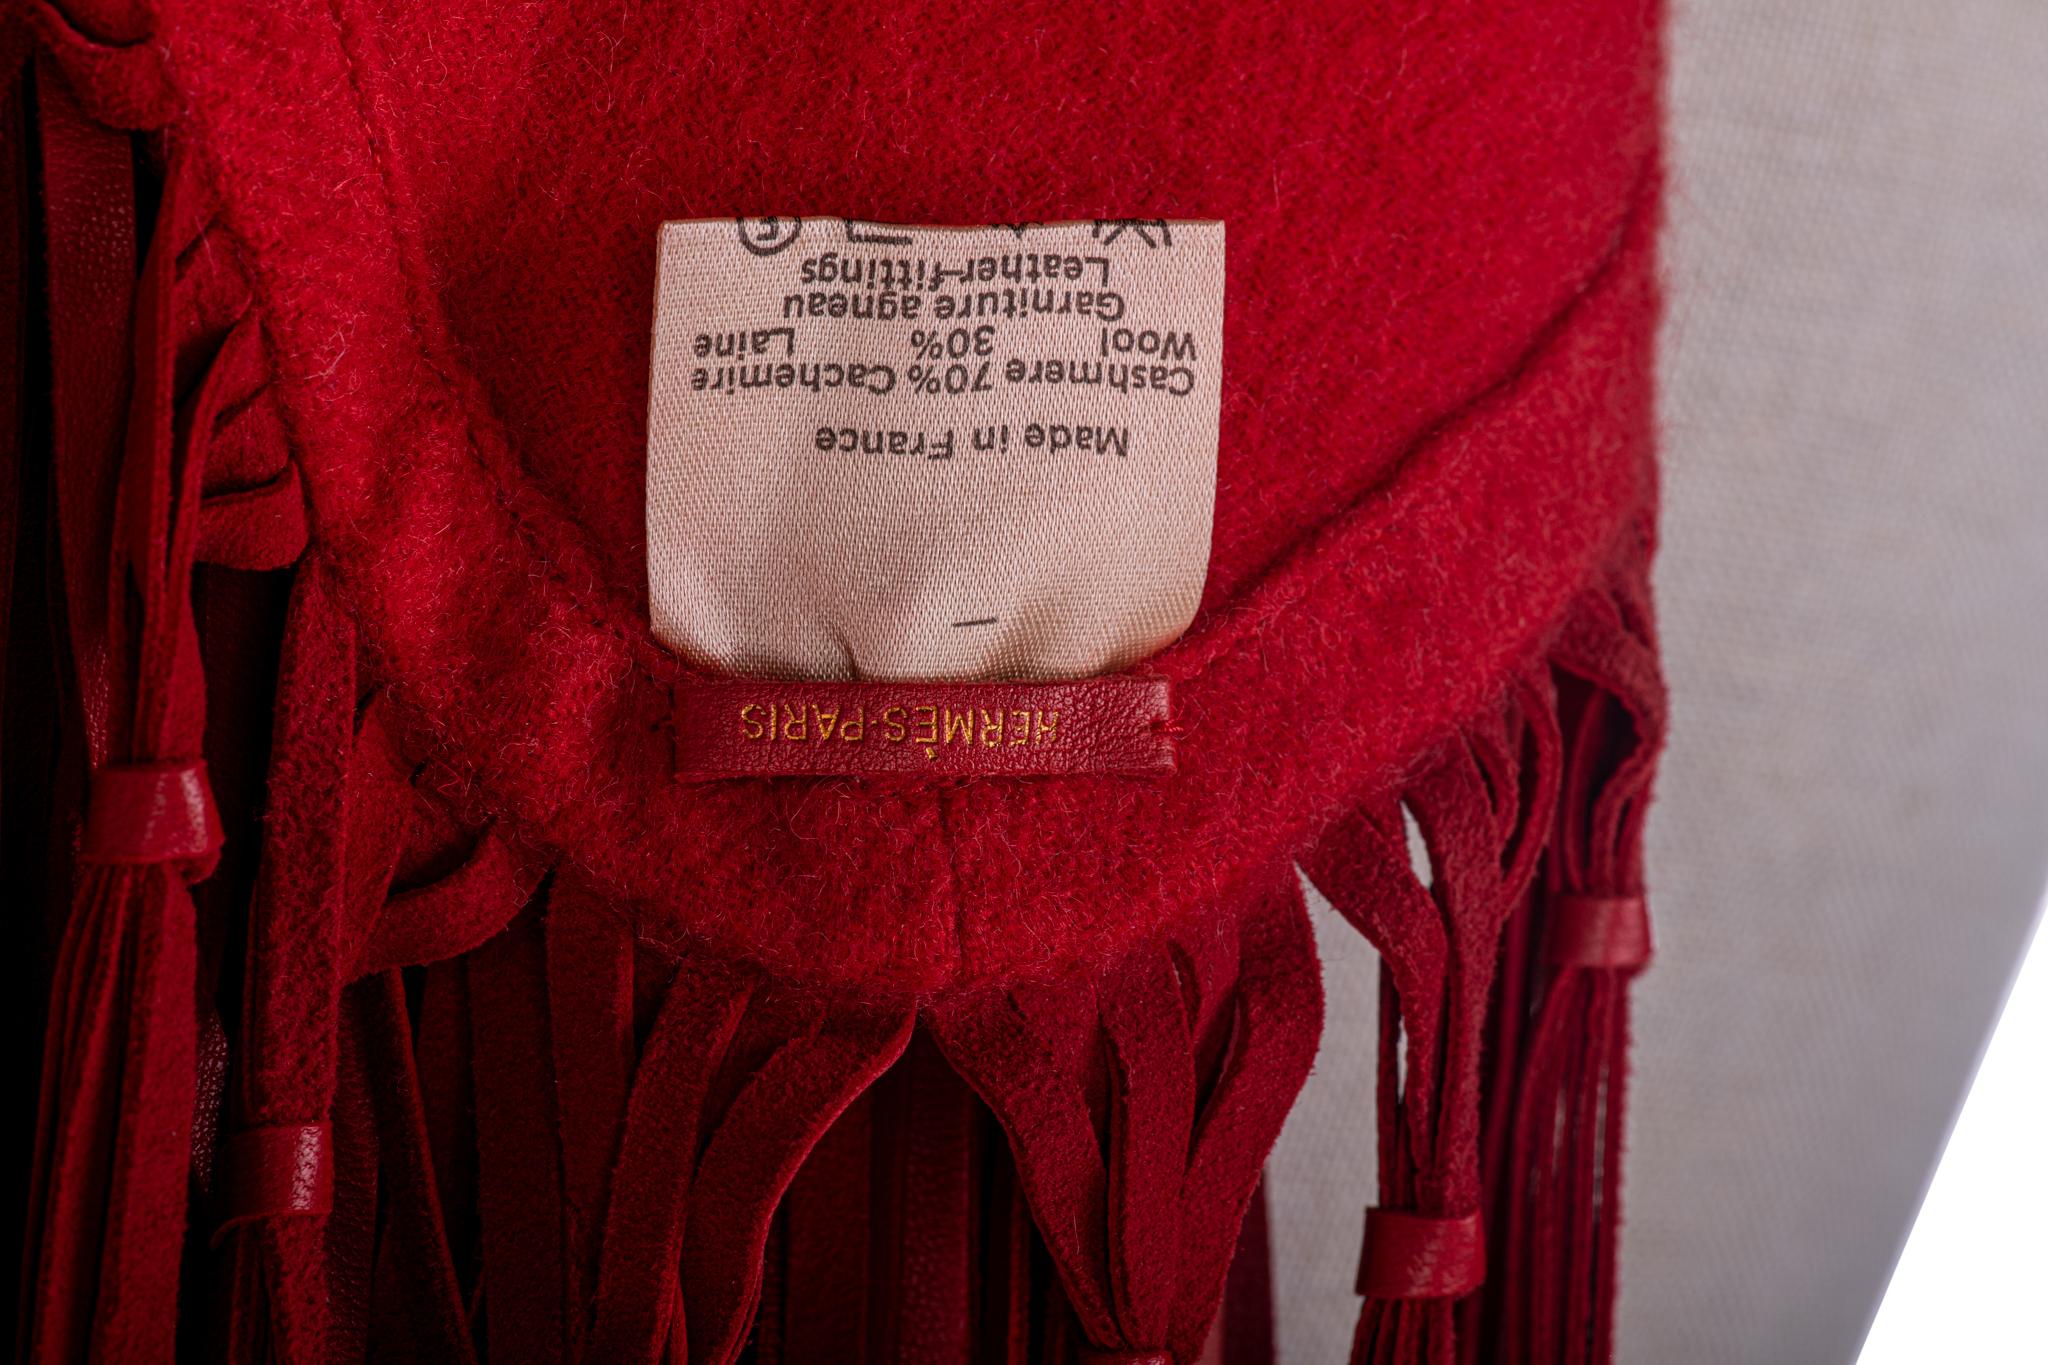 HERMÈS-PARIS
Made in France
Cashmere 70% Cachemire
Wool 30% Laine
Garniture agneau
Leather-fittings